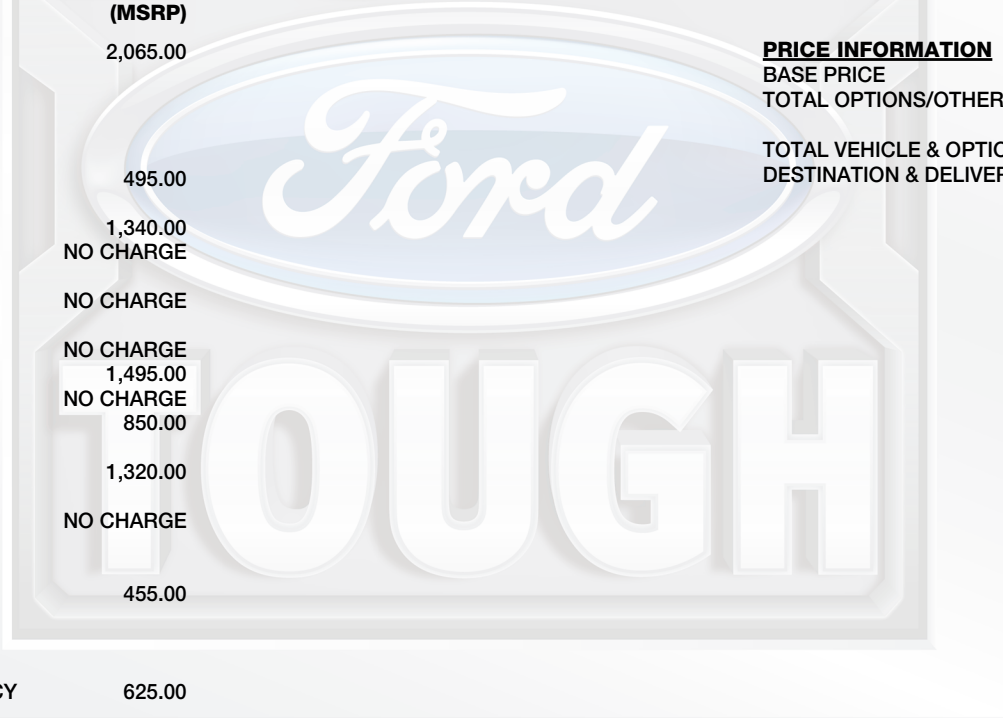 (MSRP)
2,065.00
495.00
1,340.00
NO CHARGE
NO CHARGE
NO CHARGE
1,495.00
NO CHARGE
850.00
1,320.00
NO CHARGE
455.00
CY 625.00
PRICE INFORMATION
BASE PRICE
TOTAL OPTIONS/OTHER
TOTAL VEHICLE & OPTIO
DESTINATION & DELIVER
Ford
TOUGH